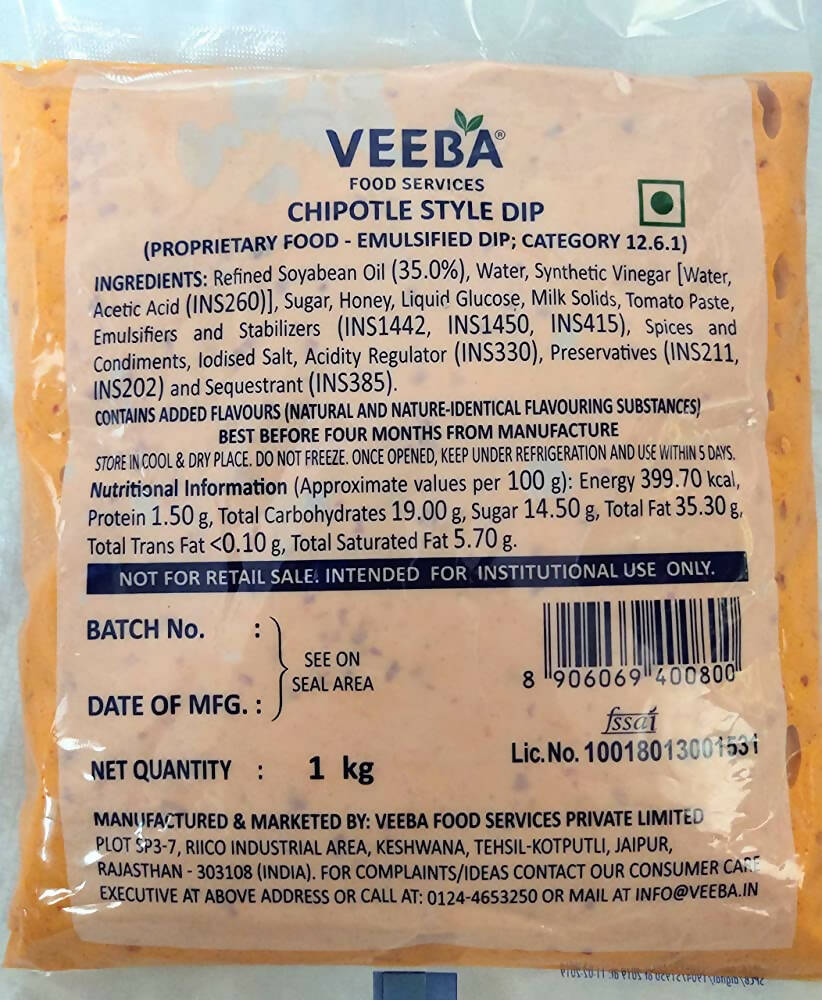 VEEBA®
FOOD SERVICES
CHIPOTLE STYLE DIP
(PROPRIETARY FOOD - EMULSIFIED DIP; CATEGORY 12.6.1)
INGREDIENTS: Refined Soyabean Oil (35.0%), Water, Synthetic Vinegar [Water,
Acetic Acid (INS260)], Sugar, Honey, Liquid Glucose, Milk Solids, Tomato Paste,
Emulsifiers and Stabilizers (INS1442, INS1450, INS415), Spices and
Condiments, Iodised Salt, Acidity Regulator (INS330), Preservatives (INS211,
INS202) and Sequestrant (INS385).
CONTAINS ADDED FLAVOURS (NATURAL AND NATURE-IDENTICAL FLAVOURING SUBSTANCES)
BEST BEFORE FOUR MONTHS FROM MANUFACTURE
STORE IN COOL & DRY PLACE. DO NOT FREEZE. ONCE OPENED, KEEP UNDER REFRIGERATION AND USE WITHIN 5 DAYS.
Nutritional Information (Approximate values per 100 g): Energy 399.70 kcal,
Protein 1.50 g, Total Carbohydrates 19.00 g, Sugar 14.50 g, Total Fat 35.30 g,
Total Trans Fat <0.10 g, Total Saturated Fat 5.70 g.
NOT FOR RETAIL SALE. INTENDED FOR INSTITUTIONAL USE ONLY.
BATCH No. :
SEE ON
SEAL AREA
DATE OF MFG. :
8 906069 400800
fssai
Lic. No. 10018013001531
NET QUANTITY : 1 kg
MANUFACTURED & MARKETED BY: VEEBA FOOD SERVICES PRIVATE LIMITED
PLOT SP3-7, RIICO INDUSTRIAL AREA, KESHWANA, TEHSIL-KOTPUTLI, JAIPUR,
RAJASTHAN - 303108 (INDIA). FOR COMPLAINTS/IDEAS CONTACT OUR CONSUMER CARE
EXECUTIVE AT ABOVE ADDRESS OR CALL AT: 0124-4653250 OR MAIL AT INFO@VEEBA.IN